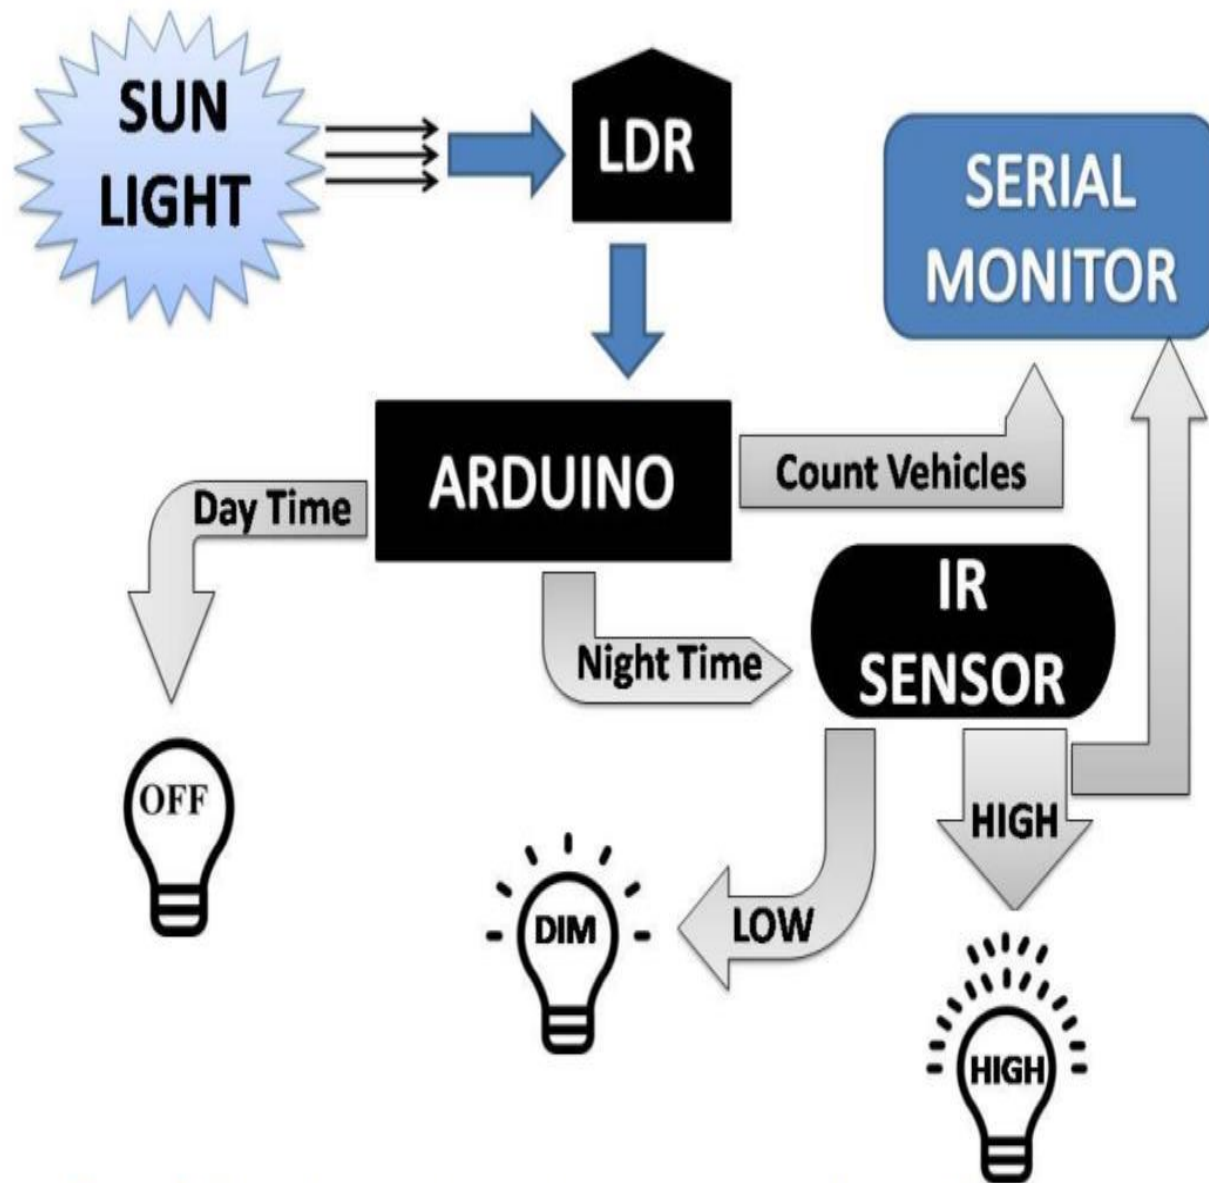 SUN
LIGHT
LDR
SERIAL
MONITOR
ARDUINO
Count Vehicles
Day Time
IR
SENSOR
Night Time
OFF
HIGH
LOW
DIM
HIGH